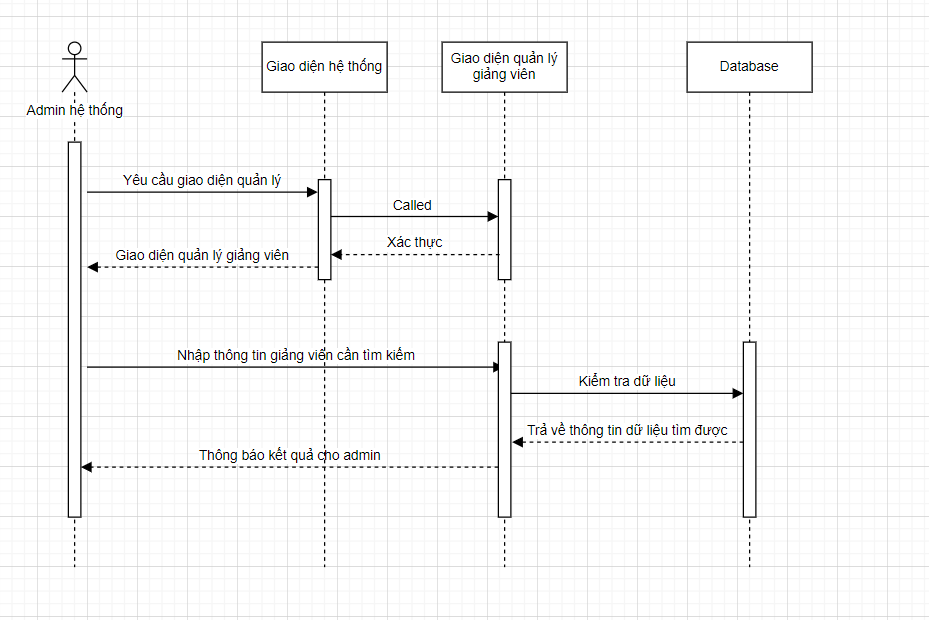 Admin hệ thống
Giao diện hệ thống
Giao diện quản lý
giảng viên
Database
Yêu cầu giao diện quản lý
Called
Xác thực
Giao diện quản lý giảng viên
Nhập thông tin giảng viên cần tìm kiếm
Kiểm tra dữ liệu
Trả về thông tin dữ liệu tìm được
Thông báo kết quả cho admin